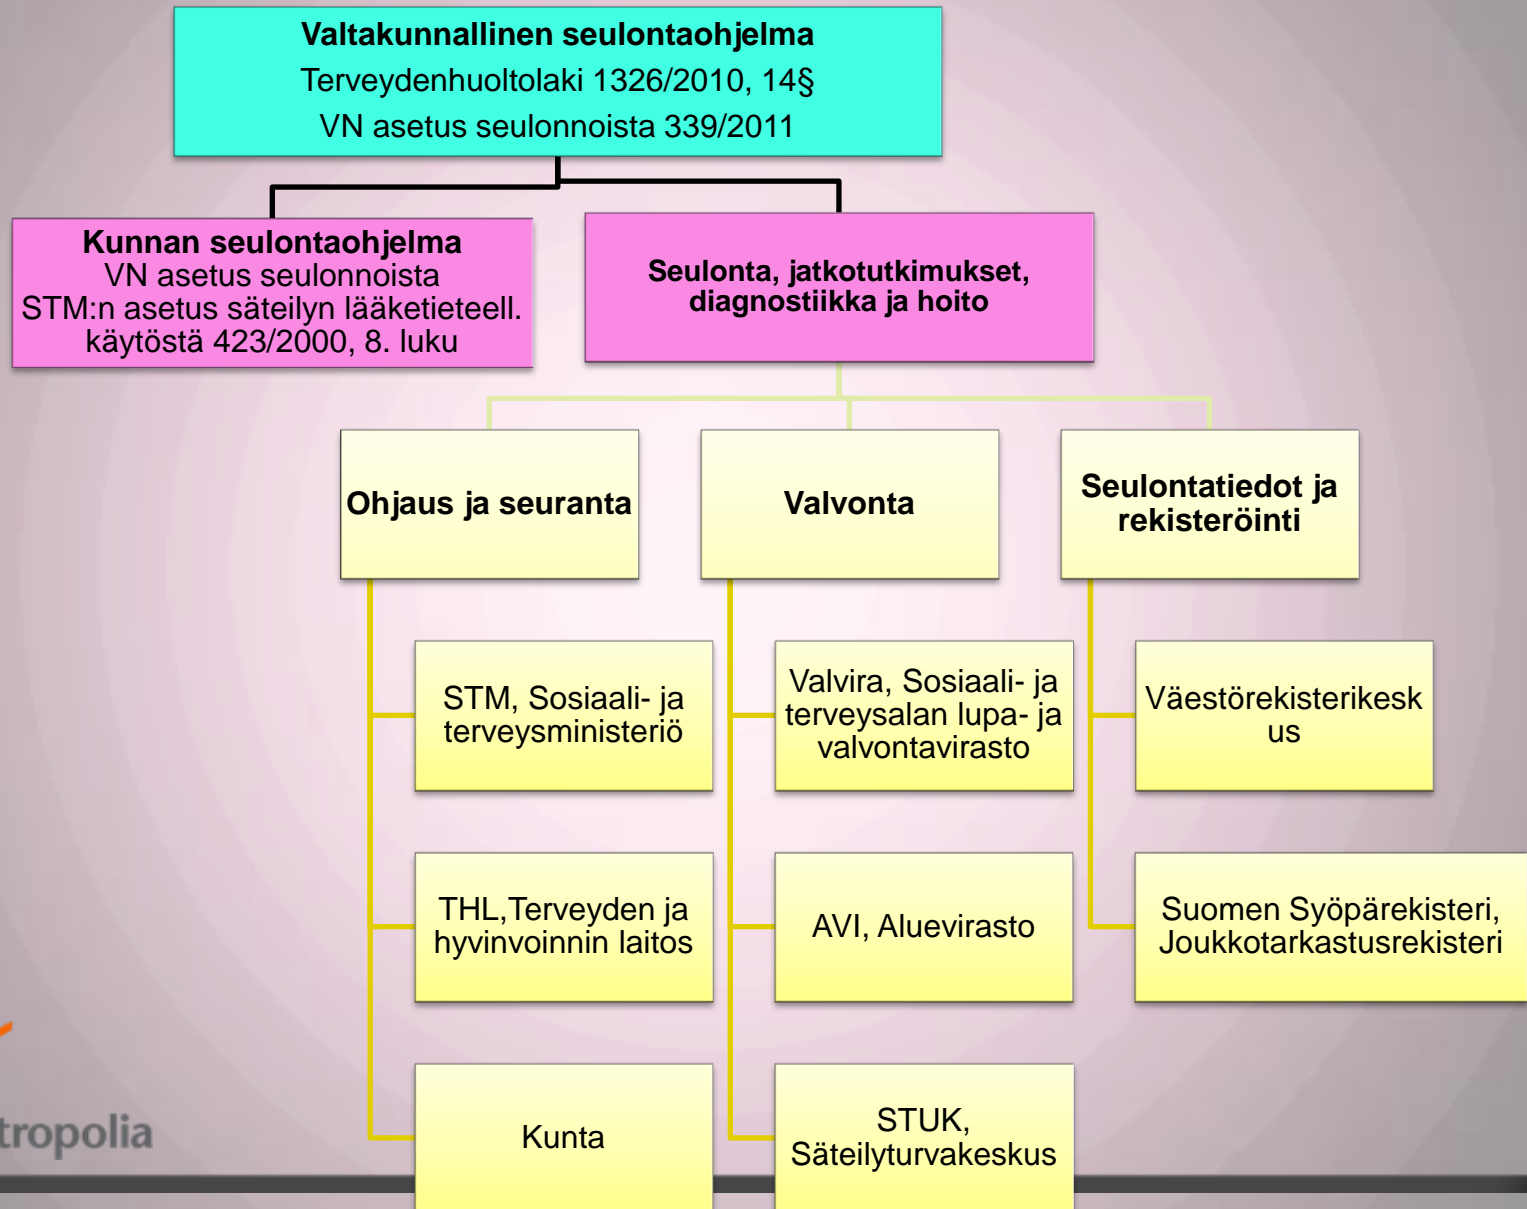 Valtakunnallinen seulontaohjelma
Terveydenhuoltolaki 1326/2010, 14§
VN asetus seulonnoista 339/2011
Kunnan seulontaohjelma
VN asetus seulonnoista
STM:n asetus säteilyn lääketieteell.
käytöstä 423/2000, 8. luku
Seulonta, jatkotutkimukset,
diagnostiikka ja hoito
Ohjaus ja seuranta
Valvonta
Seulontatiedot ja
rekisteröinti
STM, Sosiaali- ja
terveysministeriö
Valvira, Sosiaali- ja
terveysalan lupa- ja
valvontavirasto
Väestörekisterikesk
us
THL,Terveyden ja
hyvinvoinnin laitos
AVI, Aluevirasto
Suomen Syöpärekisteri,
Joukkotarkastusrekisteri
Kunta
STUK,
Säteilyturvakeskus
tropolia